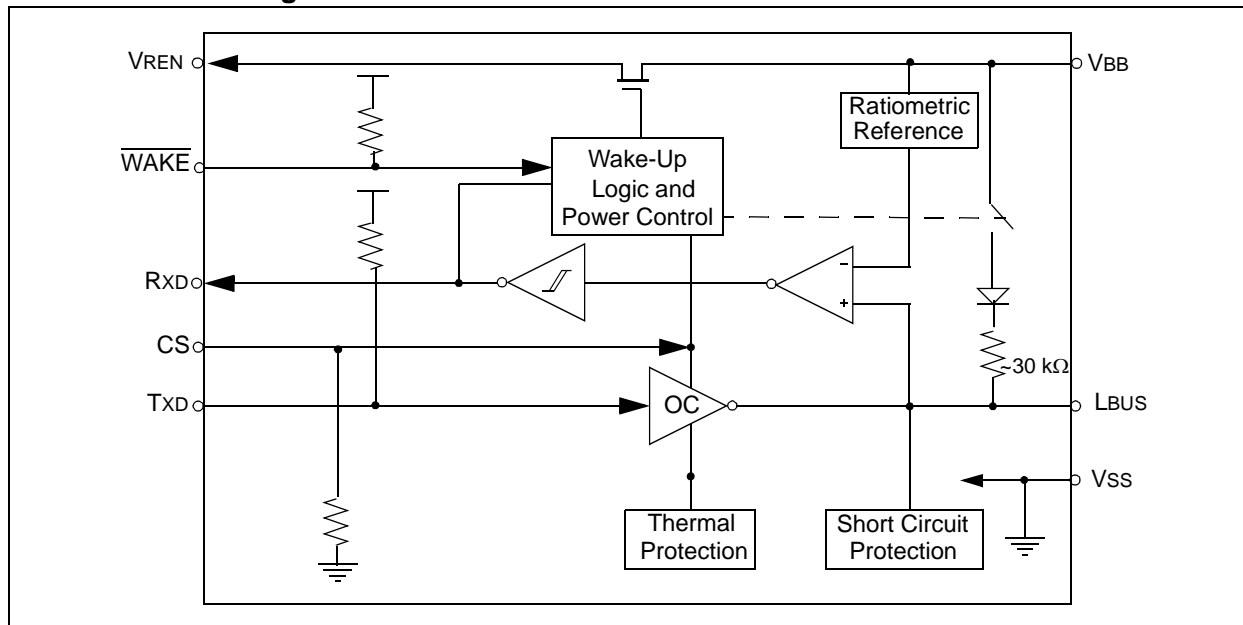 VREN
VBB
Ratiometric
Reference
WAKE
Wake-Up
Logic and
Power Control
RXD
-
+
CS
~30 kΩ
TXD
OC
LBUS
VSS
Thermal
Protection
Short Circuit
Protection